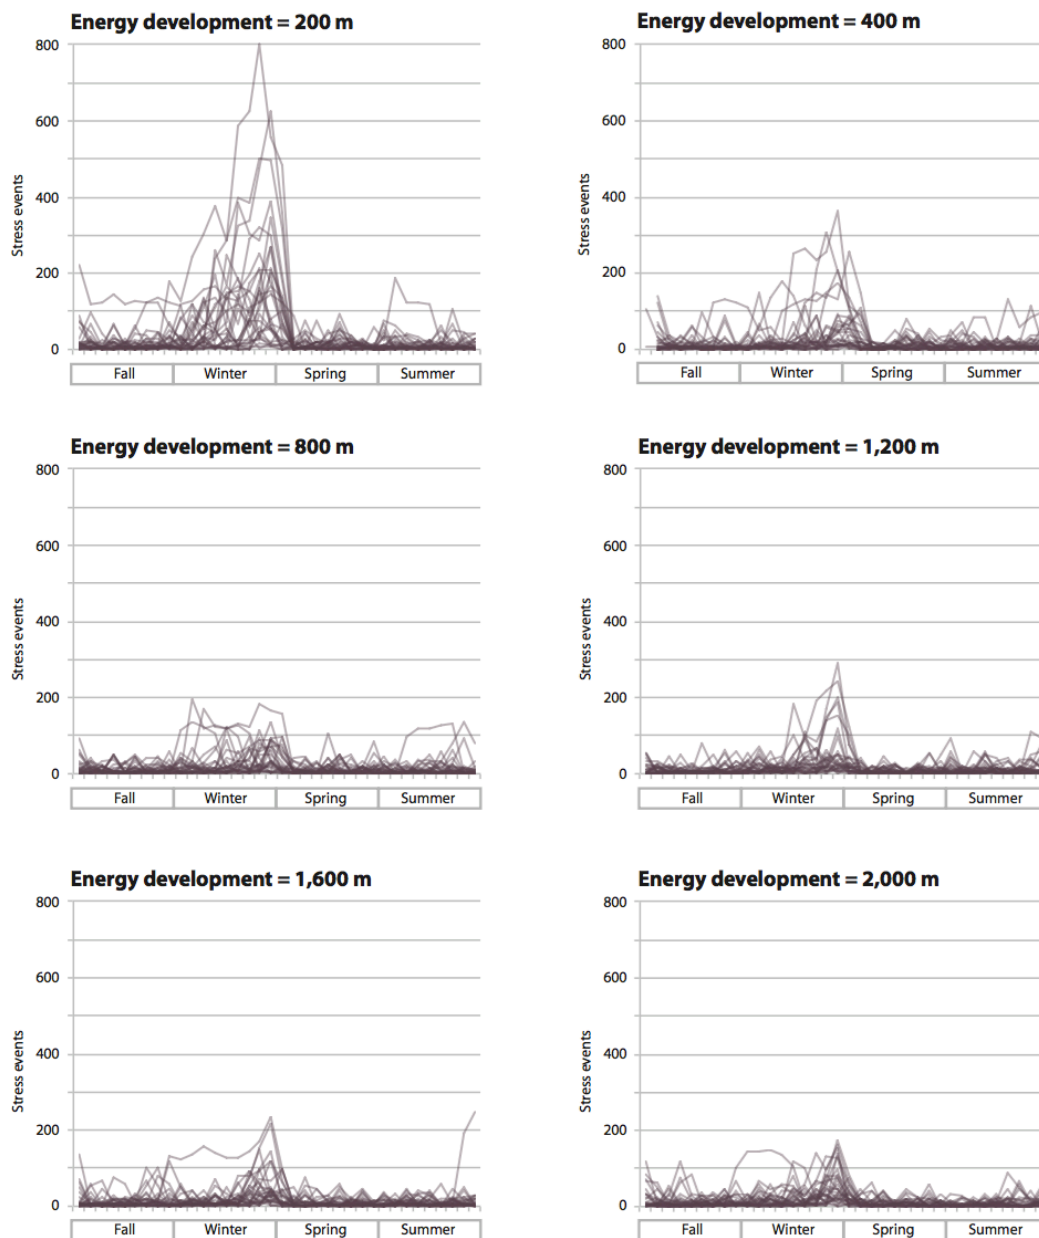 Energy development = 200 m
800
600
400
200
0
Stress events
Fall Winter Spring Summer
Energy development = 400 m
800
600
400
200
0
Stress events
Fall Winter Spring Summer
Energy development = 800 m
800
600
400
200
0
Stress events
Fall Winter Spring Summer
Energy development = 1,200 m
800
600
400
200
0
Stress events
Fall Winter Spring Summer
Energy development = 1,600 m
800
600
400
200
0
Stress events
Fall Winter Spring Summer
Energy development = 2,000 m
800
600
400
200
0
Stress events
Fall Winter Spring Summer